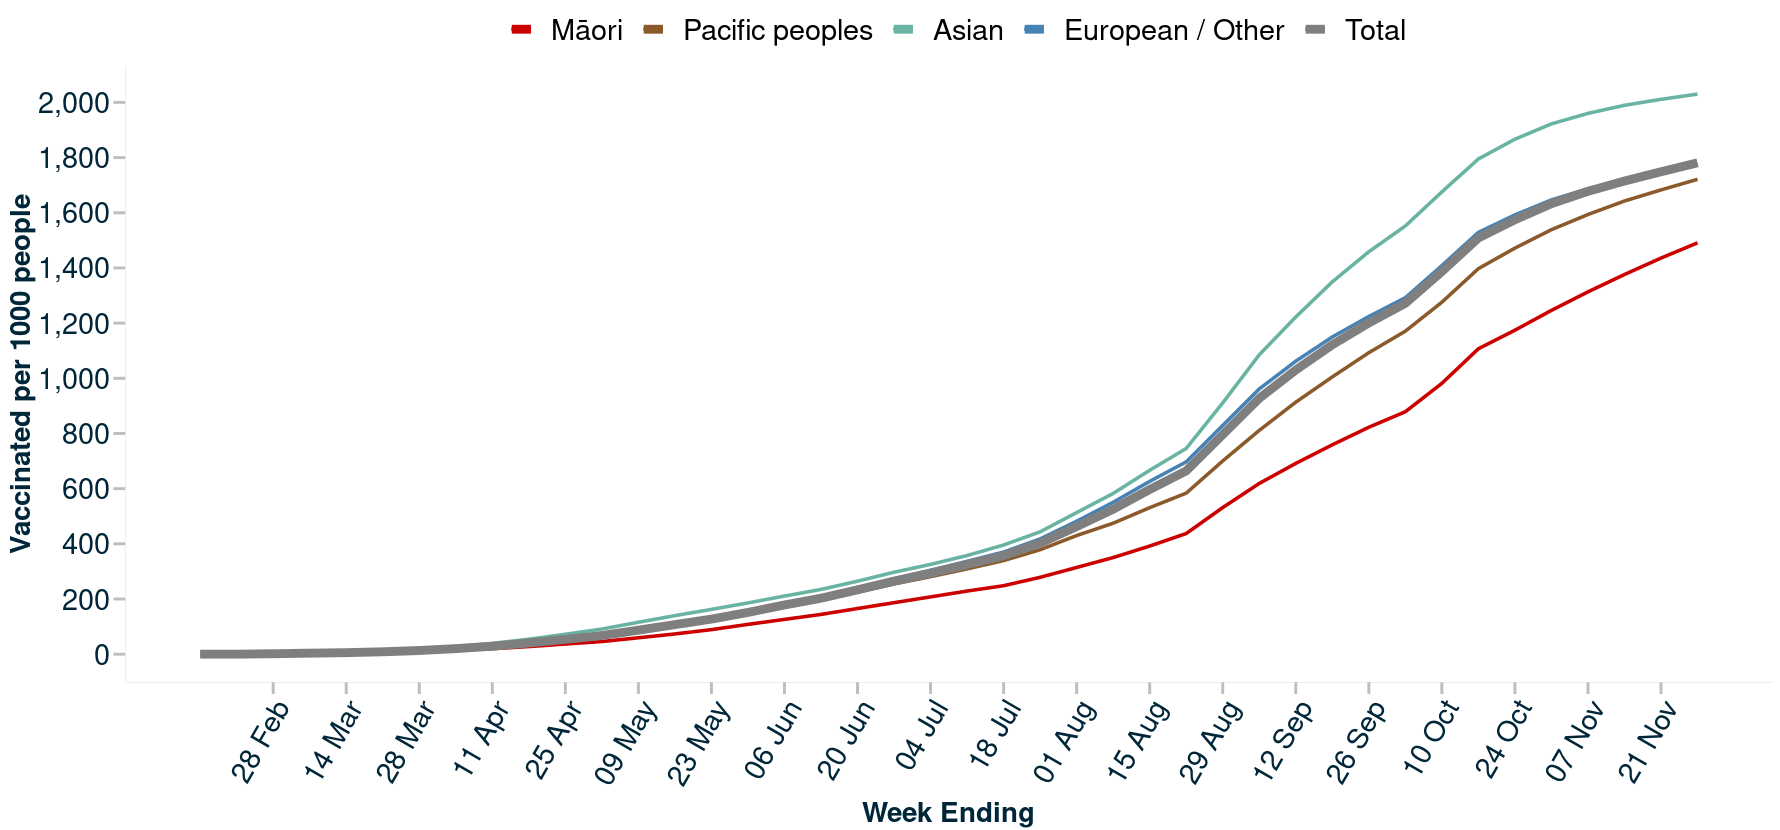 Māori Pacific peoples Asian European / Other Total
Vaccinated per 1000 people
2,000
1,800
1,600
1,400
1,200
1,000
800
600
400
200
0
28 Feb
14 Mar
28 Mar
11 Apr
25 Apr
09 May
23 May
06 Jun
20 Jun
04 Jul
18 Jul
01 Aug
15 Aug
29 Aug
12 Sep
26 Sep
10 Oct
24 Oct
07 Nov
21 Nov
Week Ending